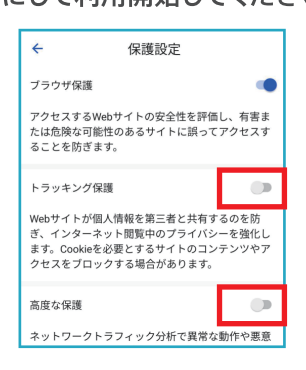 にして利用開始してくださ
保護設定
ブラウザ保護
アクセスするWebサイトの安全性を評価し、有害ま
たは危険な可能性のあるサイトに誤ってアクセスす
ることを防ぎます。
トラッキング保護
Webサイトが個人情報を第三者と共有するのを防
ぎ、インターネット閲覧中のプライバシーを強化し
ます。Cookieを必要とするサイトのコンテンツやア
クセスをブロックする場合があります。
高度な保護
ネットワークトラフィック分析で異常な動作や悪意